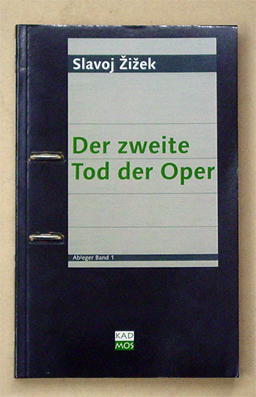 Slavoj Žižek
Der zweite
Tod der Oper
Ableger Band 1
KAD
MOS